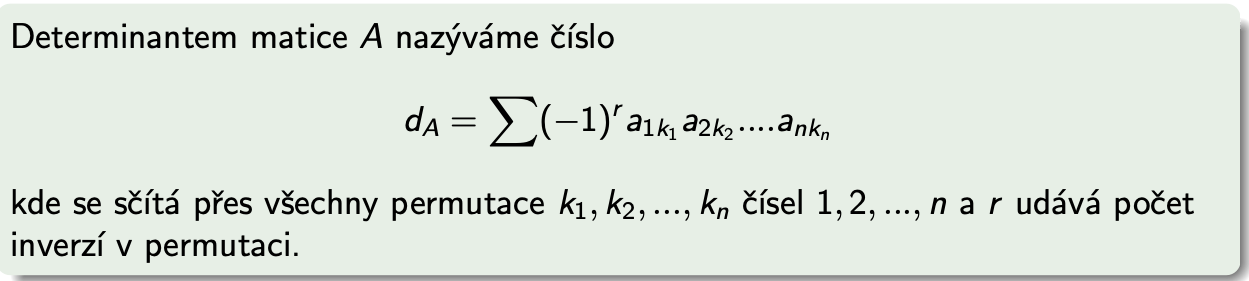 Determinantem matice A nazýváme číslo
d_A = ∑(−1)^r a_{1k_1} a_{2k_2} .... a_{nk_n}
kde se sčítá přes všechny permutace k_1, k_2, ..., k_n čísel 1, 2, ..., n a r udává počet
inverzí v permutaci.